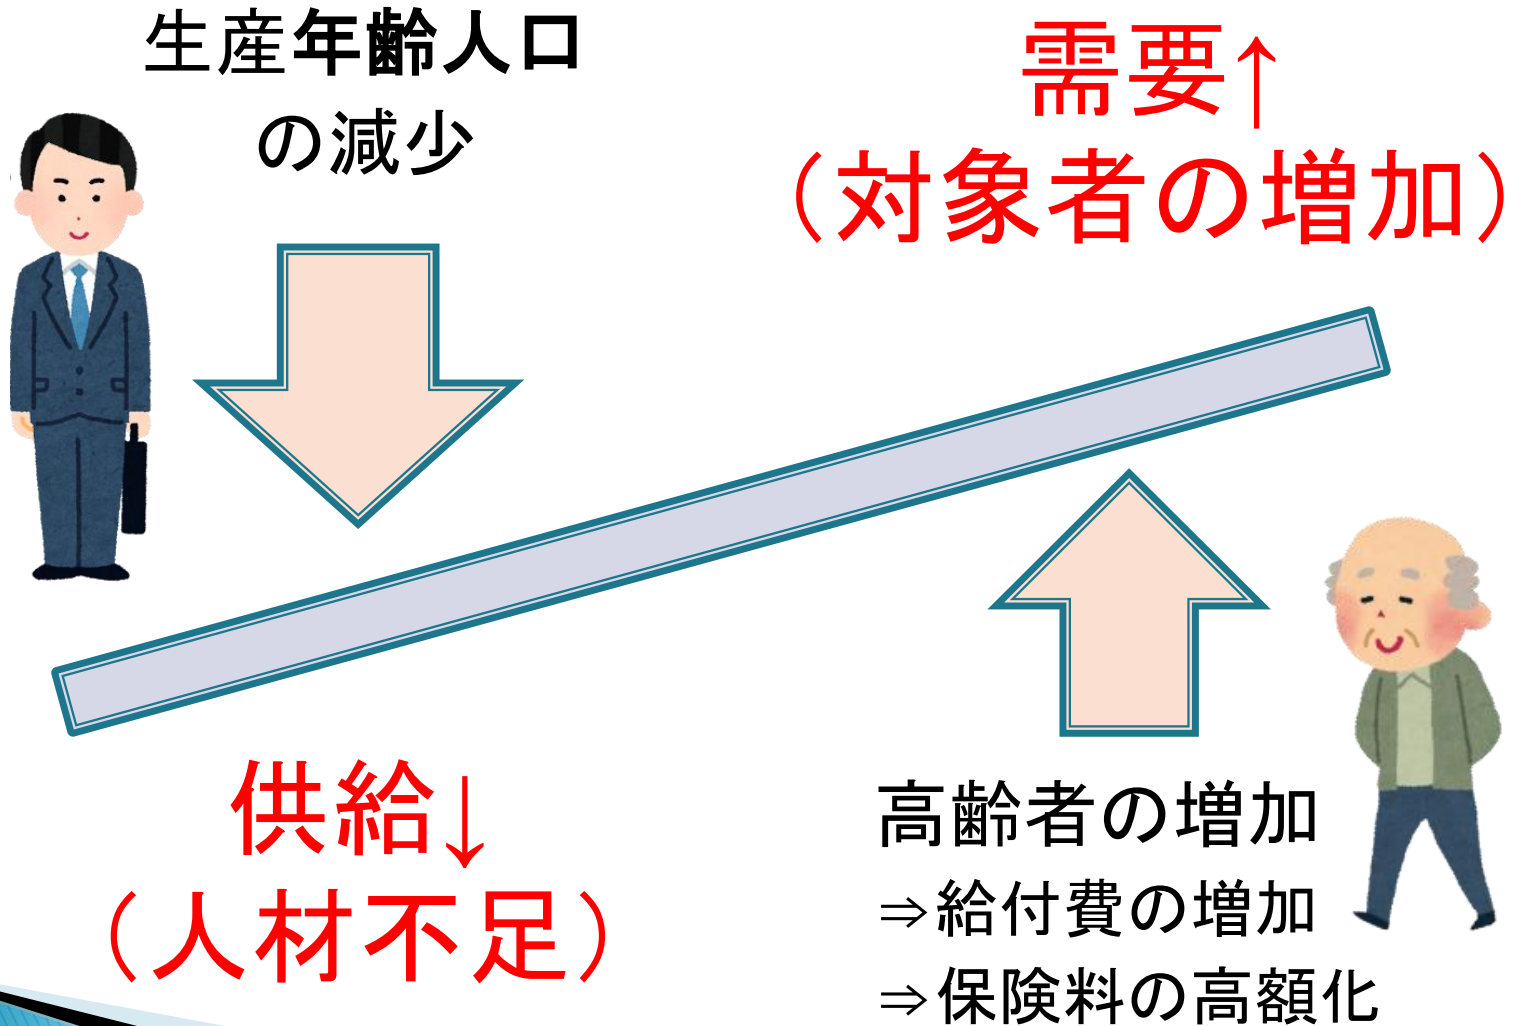 生産年齢人口
の減少
需要↑
（対象者の増加）
供給↓
（人材不足）
高齢者の増加
⇒給付費の増加
⇒保険料の高額化